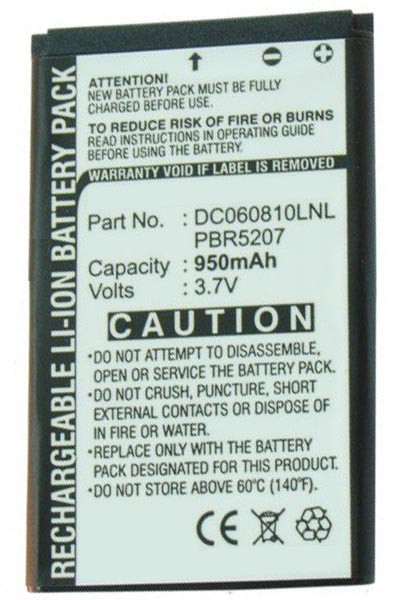 RECHARGEABLE LI-ION BATTERY PACK
ATTENTION!
NEW BATTERY PACK MUST BE FULLY
CHARGED BEFORE USE.
TO REDUCE RISK OF FIRE OR BURNS
READ INSTRUCTIONS IN OPERATING GUIDE
BEFORE USING BATTERY.
WARRANTY VOID IF LABEL IS REMOVED
Part No. : DC060810LNL
PBR5207
Capacity : 950mAh
Volts : 3.7V
CAUTION
•DO NOT ATTEMPT TO DISASSEMBLE,
OPEN OR SERVICE THE BATTERY PACK.
•DO NOT CRUSH, PUNCTURE, SHORT
EXTERNAL CONTACTS OR DISPOSE OF
IN FIRE OR WATER.
•REPLACE ONLY WITH THE BATTERY
PACK DESIGNATED FOR THIS PRODUCT.
•DO NOT STORE ABOVE 60°C (140°F).
CE